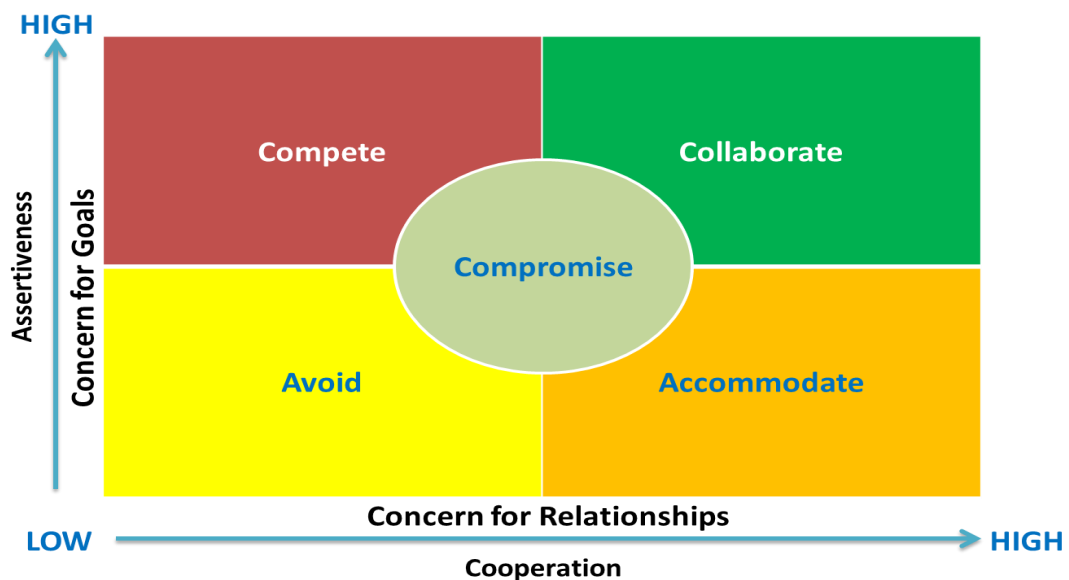 HIGH
Compete
Collaborate
Assertiveness
Concern for Goals
Compromise
Avoid
Accommodate
Concern for Relationships
LOW
HIGH
Cooperation